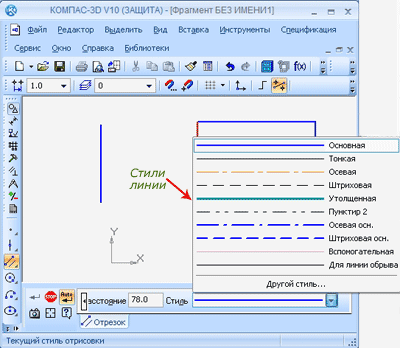 КОМПАС-3D V10 (ЗАЩИТА) - [Фрагмент БЕЗ ИМЕНИ1]
Файл Редактор Выделить Вид Вставка Инструменты Спецификация
Сервис Окно Справка Библиотеки
1.0 0
Стили
линии
Y
X
Основная
Тонкая
Осевая
Штриховая
Утолщенная
Пунктир 2
Осевая осн.
Штриховая осн.
Вспомогательная
Для линии обрыва
Другой стиль...
STOP Auto
асстояние 78.0 Стиль
Отрезок
Текущий стиль отрисовки